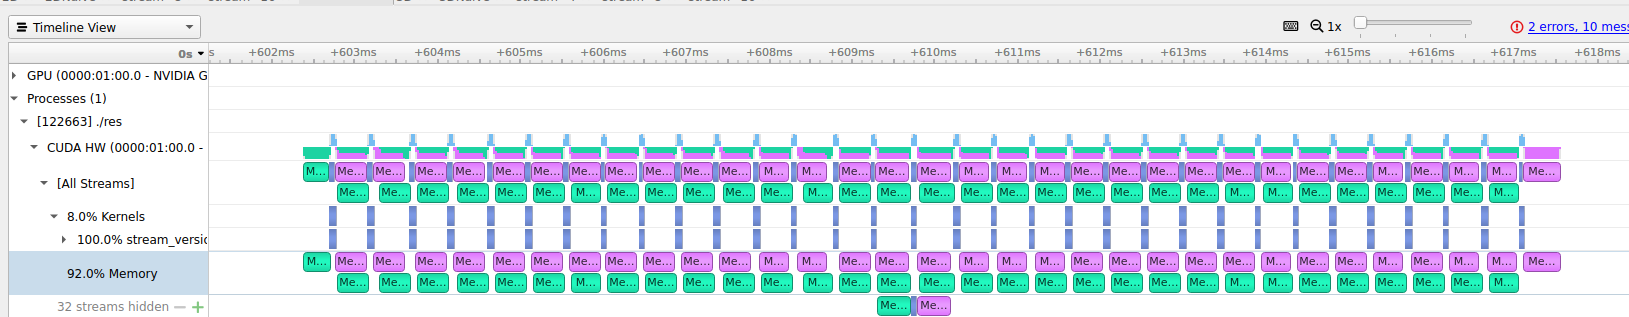 Timeline View
1x
2 errors, 10 mess
0s
s +602ms +603ms +604ms +605ms +606ms +607ms +608ms +609ms +610ms +611ms +612ms +613ms +614ms +615ms +616ms +617ms +618ms
GPU (0000:01:00.0 - NVIDIA G
Processes (1)
[122663] ./res
CUDA HW (0000:01:00.0 -
M... Me... Me... Me... Me... Me... Me... Me... Me... Me... Me... Me... M... M... Me... Me... M... Me... M... Me... Me... Me... Me... M... M... Me... Me... Me... M... Me... M... M... Me...
[All Streams]
Me... Me... Me... Me... Me... Me... M... Me... Me... Me... Me... Me... M... Me... Me... Me... Me... Me... Me... Me... Me... Me... Me... M... M... Me... Me... Me... Me... Me... M...
8.0% Kernels
100.0% stream_versio
M... Me... Me... Me... Me... Me... Me... Me... Me... Me... Me... Me... M... M... Me... Me... M... Me... M... Me... Me... Me... Me... M... M... Me... Me... Me... M... Me... M... M... Me...
92.0% Memory
Me... Me... Me... Me... Me... Me... M... Me... Me... Me... Me... Me... M... Me... Me... Me... Me... Me... Me... Me... Me... Me... Me... M... M... Me... Me... Me... Me... Me... M...
32 streams hidden
Me... Me...